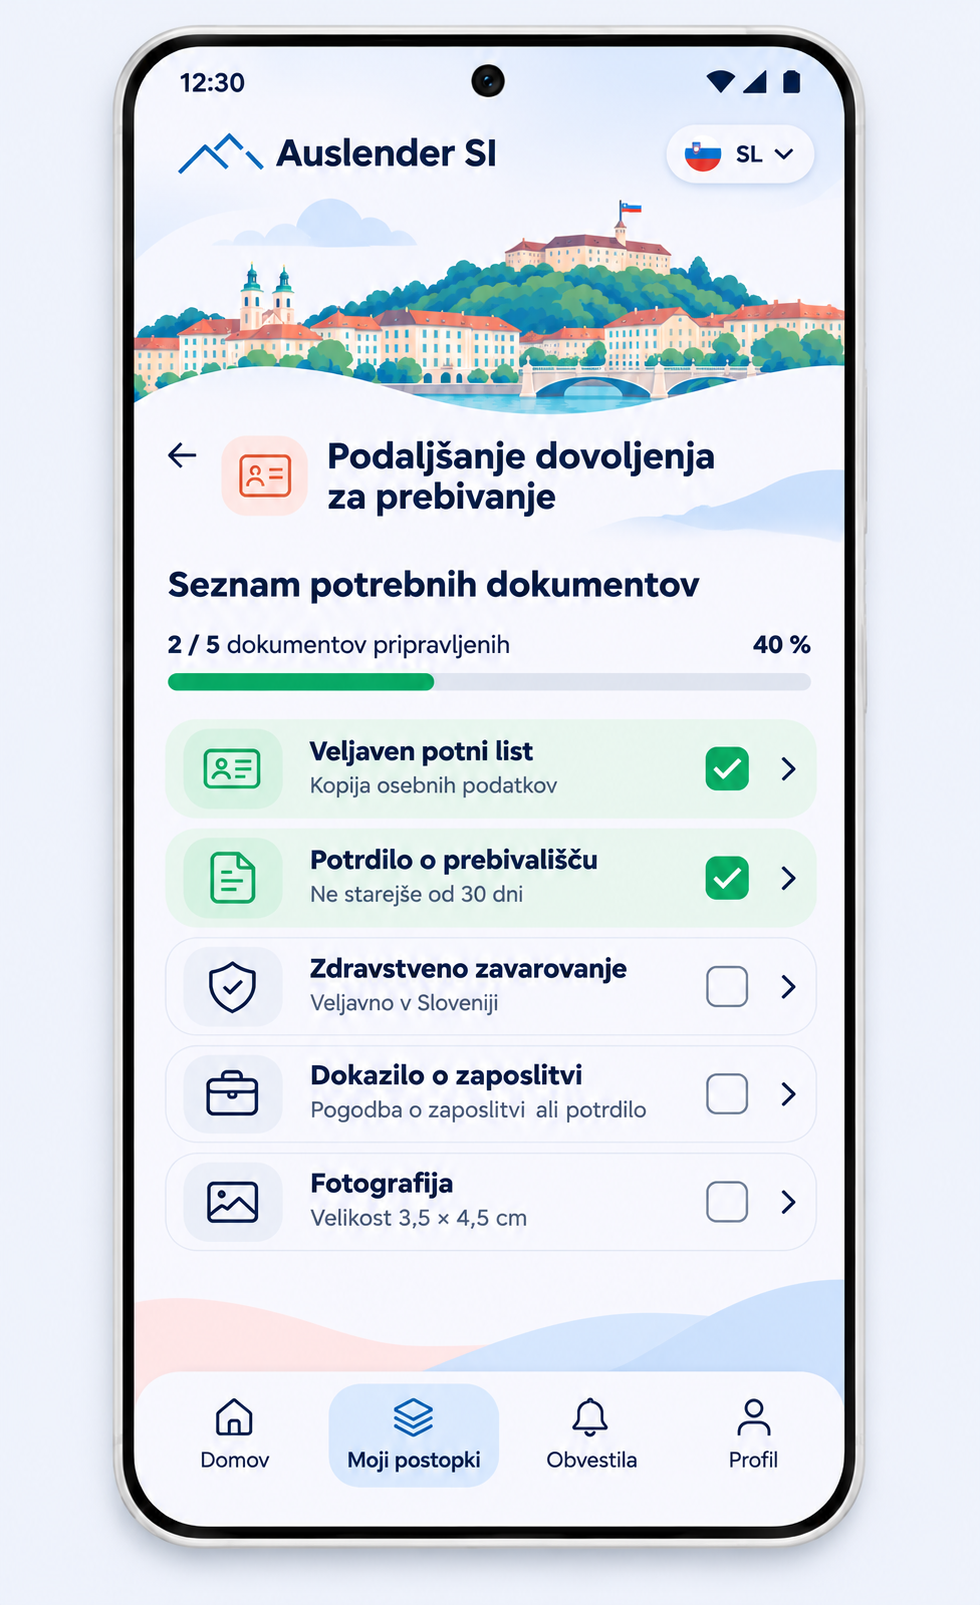 12:30
Auslender SI
SL
Podaljšanje dovoljenja
za prebivanje
Seznam potrebnih dokumentov
2 / 5 dokumentov pripravljenih
40 %
Veljaven potni list
Kopija osebnih podatkov
Potrdilo o prebivališču
Ne starejše od 30 dni
Zdravstveno zavarovanje
Veljavno v Sloveniji
Dokazilo o zaposlitvi
Pogodba o zaposlitvi ali potrdilo
Fotografija
Velikost 3,5 × 4,5 cm
Domov
Moji postopki
Obvestila
Profil